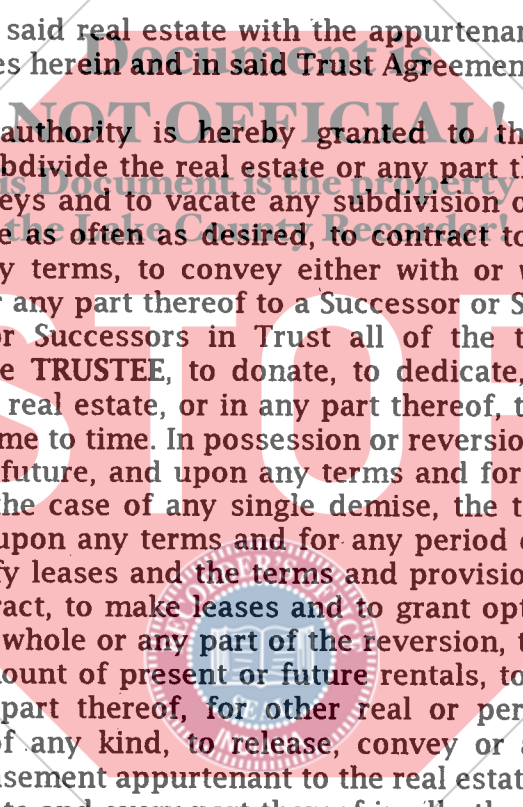 said real estate with the appurtenan
es herein and in said Trust Agreemen
Document is
NOT OFFICIAL!
authority is hereby granted to th
bdivide the real estate or any part t
This Document is the property
eys and to vacate any subdivision o
the Lake County Recorder!
e as often as desired, to contract to
y terms, to convey either with or
any part thereof to a Successor or S
or Successors in Trust all of the t
STOP
e TRUSTEE, to donate, to dedicate,
real estate, or in any part thereof, t
me to time. In possession or reversio
future, and upon any terms and for
the case of any single demise, the t
upon any terms and for any period
fy leases and the terms and provisio
ract, to make leases and to grant opt
whole or any part of the reversion, t
nount of present or future rentals, to
part thereof, for other real or per
of any kind, to release, convey or a
asement appurtenant to the real estat